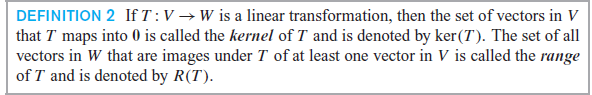 DEFINITION 2 If T : V → W is a linear transformation, then the set of vectors in V
that T maps into 0 is called the kernel of T and is denoted by ker(T). The set of all
vectors in W that are images under T of at least one vector in V is called the range
of T and is denoted by R(T).